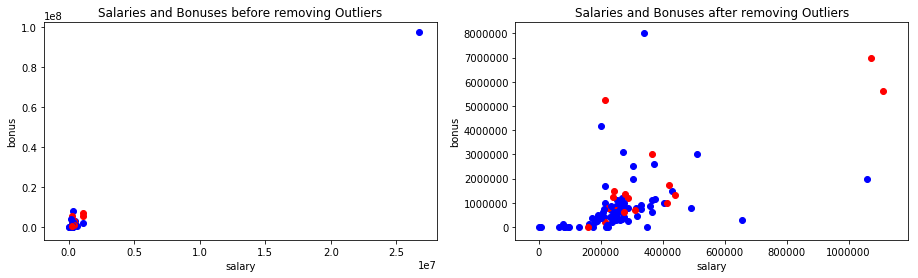 Salaries and Bonuses before removing Outliers
1e8
1.0
0.8
0.6
0.4
0.2
0.0
bonus
0.0 0.5 1.0 1.5 2.0 2.5
salary
1e7
Salaries and Bonuses after removing Outliers
8000000
7000000
6000000
5000000
4000000
3000000
2000000
1000000
0
bonus
0 200000 400000 600000 800000 1000000
salary